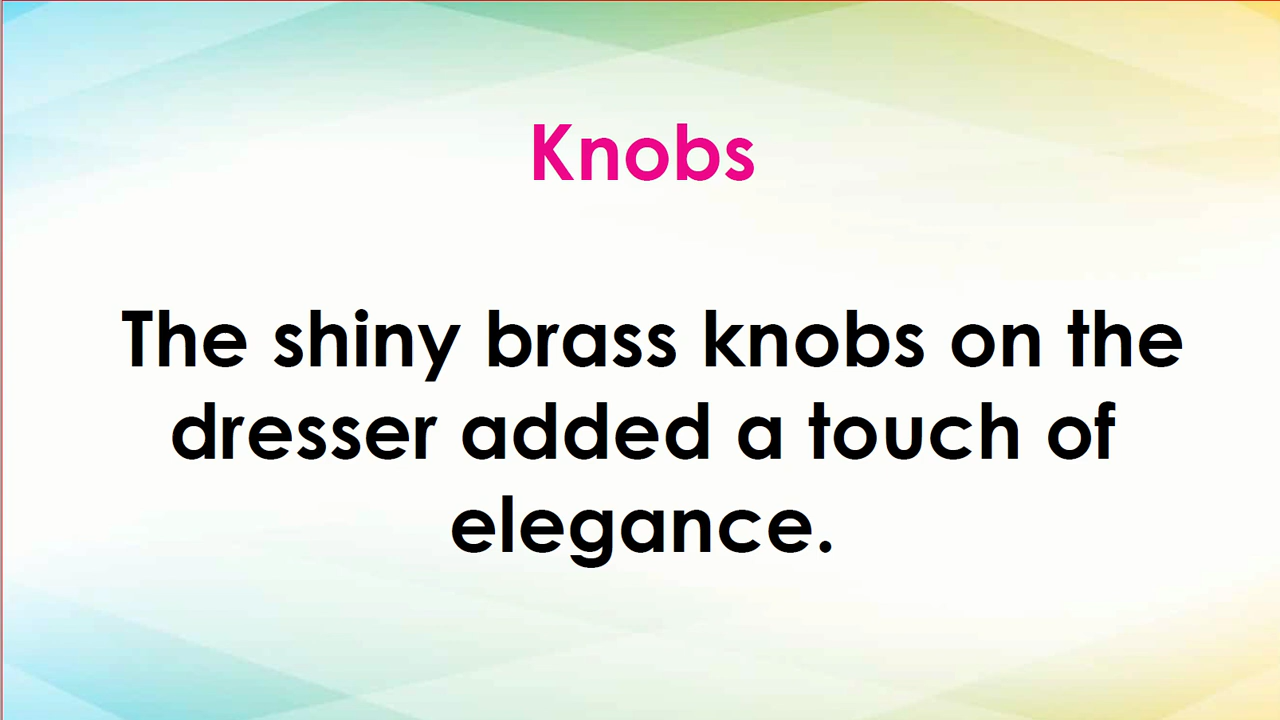 Knobs
The shiny brass knobs on the
dresser added a touch of
elegance.